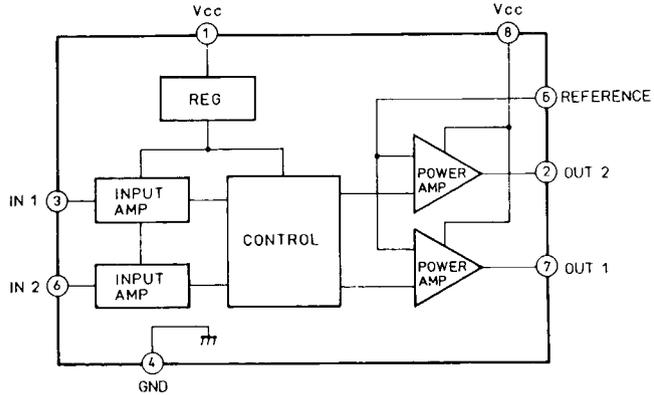 Vcc
Vcc
1
8
REG
5 REFERENCE
POWER
AMP
2 OUT 2
IN 1 3
INPUT
AMP
CONTROL
POWER
AMP
7 OUT 1
IN 2 6
INPUT
AMP
4
GND